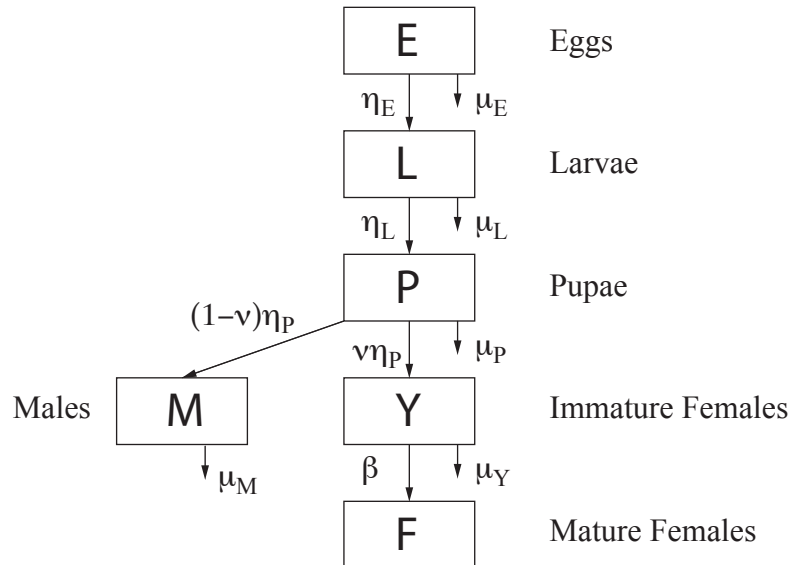 E Eggs
η_E μ_E
L Larvae
η_L μ_L
P Pupae
(1−ν)η_P
νη_P μ_P
Males M Y Immature Females
μ_M β μ_Y
F Mature Females